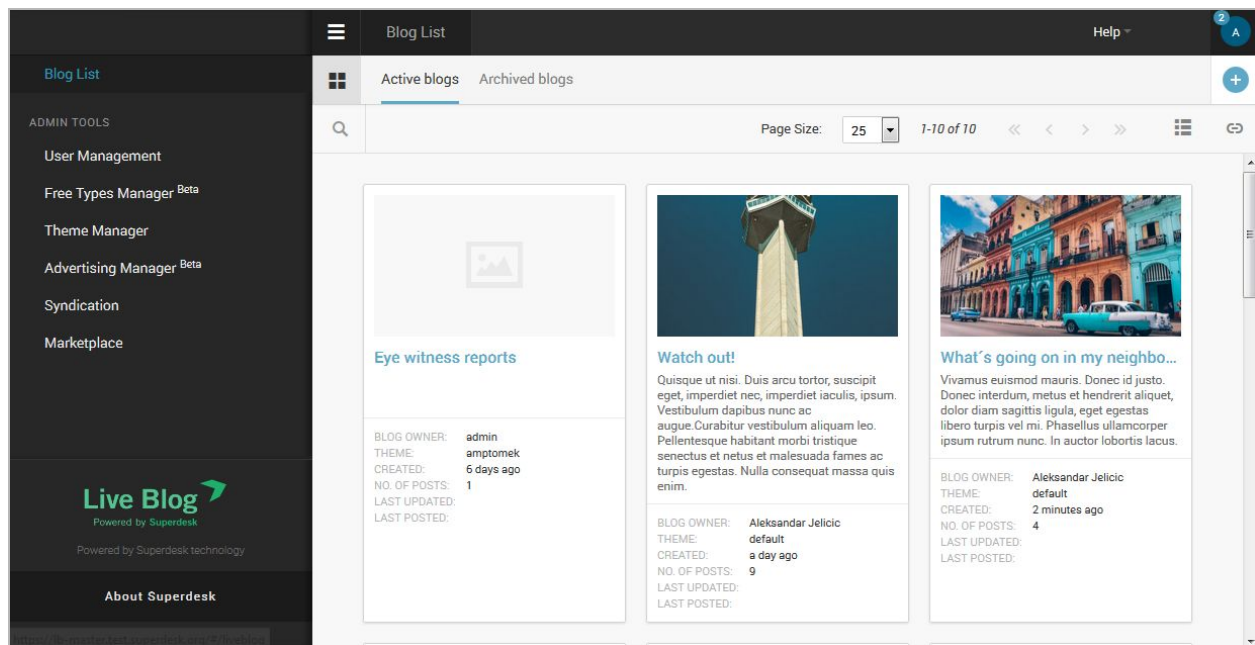 Blog List
Help
2
A
Blog List
Active blogs
Archived blogs
ADMIN TOOLS
User Management
Free Types Manager Beta
Theme Manager
Advertising Manager Beta
Syndication
Marketplace
Live Blog
Powered by Superdesk
Powered by Superdesk technology
About Superdesk
https://lb-master.test.superdesk.org/#/liveblog
Page Size:
25
1-10 of 10
Eye witness reports
BLOG OWNER: admin
THEME: amptomek
CREATED: 6 days ago
NO. OF POSTS: 1
LAST UPDATED:
LAST POSTED:
Watch out!
Quisque ut nisi. Duis arcu tortor, suscipit
eget, imperdiet nec, imperdiet iaculis, ipsum.
Vestibulum dapibus nunc ac
augue.Curabitur vestibulum aliquam leo.
Pellentesque habitant morbi tristique
senectus et netus et malesuada fames ac
turpis egestas. Nulla consequat massa quis
enim.
BLOG OWNER: Aleksandar Jelicic
THEME: default
CREATED: a day ago
NO. OF POSTS: 9
LAST UPDATED:
LAST POSTED:
What´s going on in my neighbo...
Vivamus euismod mauris. Donec id justo.
Donec interdum, metus et hendrerit aliquet,
dolor diam sagittis ligula, eget egestas
libero turpis vel mi. Phasellus ullamcorper
ipsum rutrum nunc. In auctor lobortis lacus.
BLOG OWNER: Aleksandar Jelicic
THEME: default
CREATED: 2 minutes ago
NO. OF POSTS: 4
LAST UPDATED:
LAST POSTED: